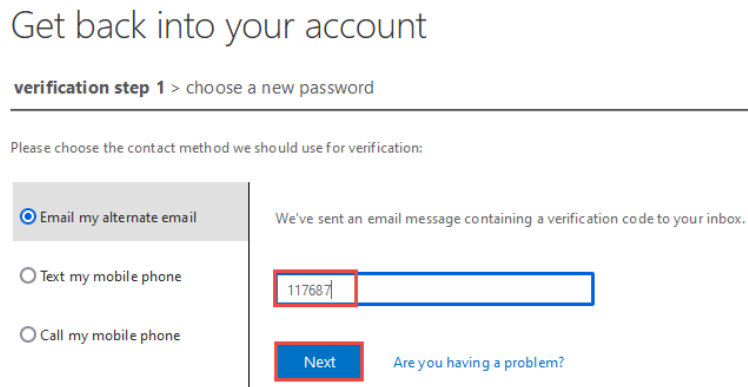 Get back into your account
verification step 1 > choose a new password
Please choose the contact method we should use for verification:
Email my alternate email
We've sent an email message containing a verification code to your inbox.
Text my mobile phone
117687
Call my mobile phone
Next
Are you having a problem?